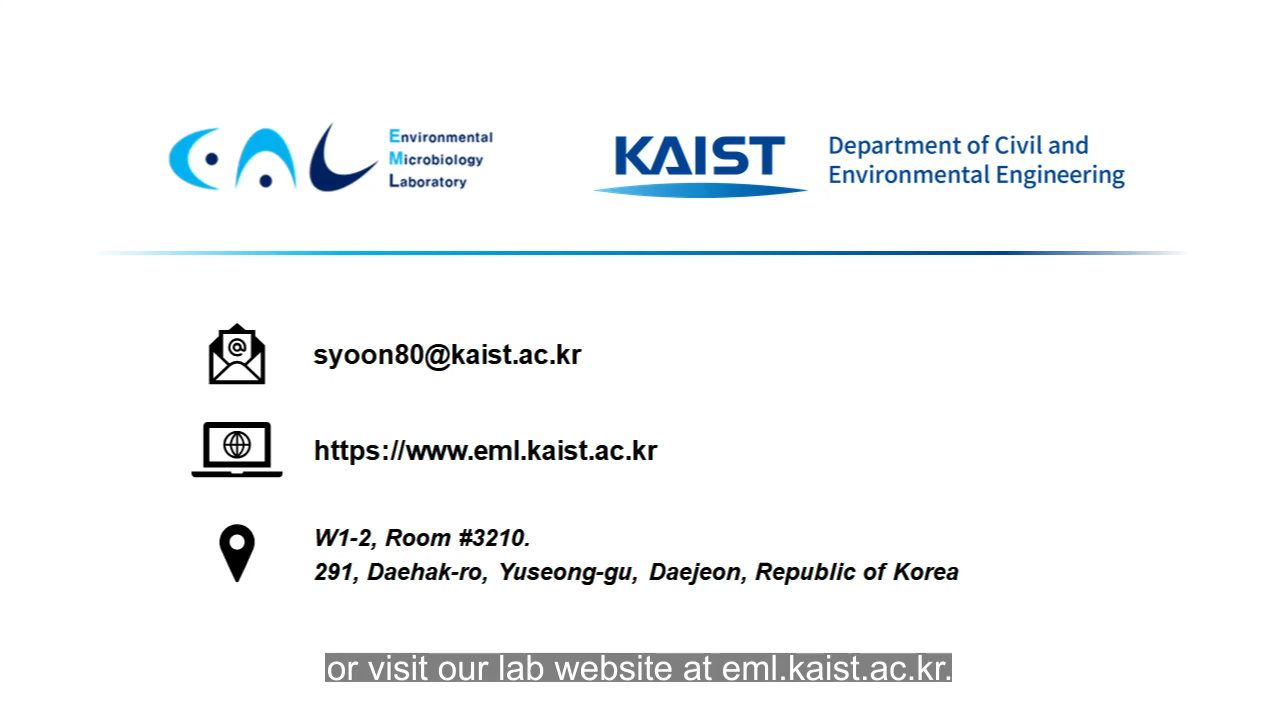 Environmental
Microbiology
Laboratory
KAIST
Department of Civil and
Environmental Engineering
syoon80@kaist.ac.kr
https://www.eml.kaist.ac.kr
W1-2, Room #3210.
291, Daehak-ro, Yuseong-gu, Daejeon, Republic of Korea
or visit our lab website at eml.kaist.ac.kr.